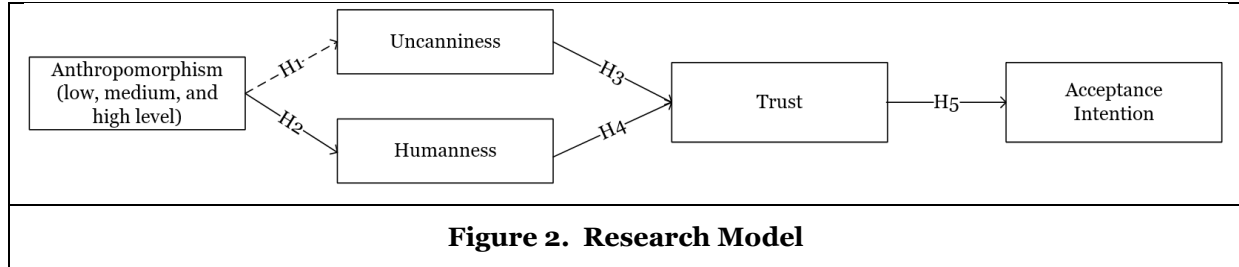 Anthropomorphism
(low, medium, and
high level)
H1
H2
Uncanniness
Humanness
H3
H4
Trust
H5
Acceptance
Intention
Figure 2. Research Model